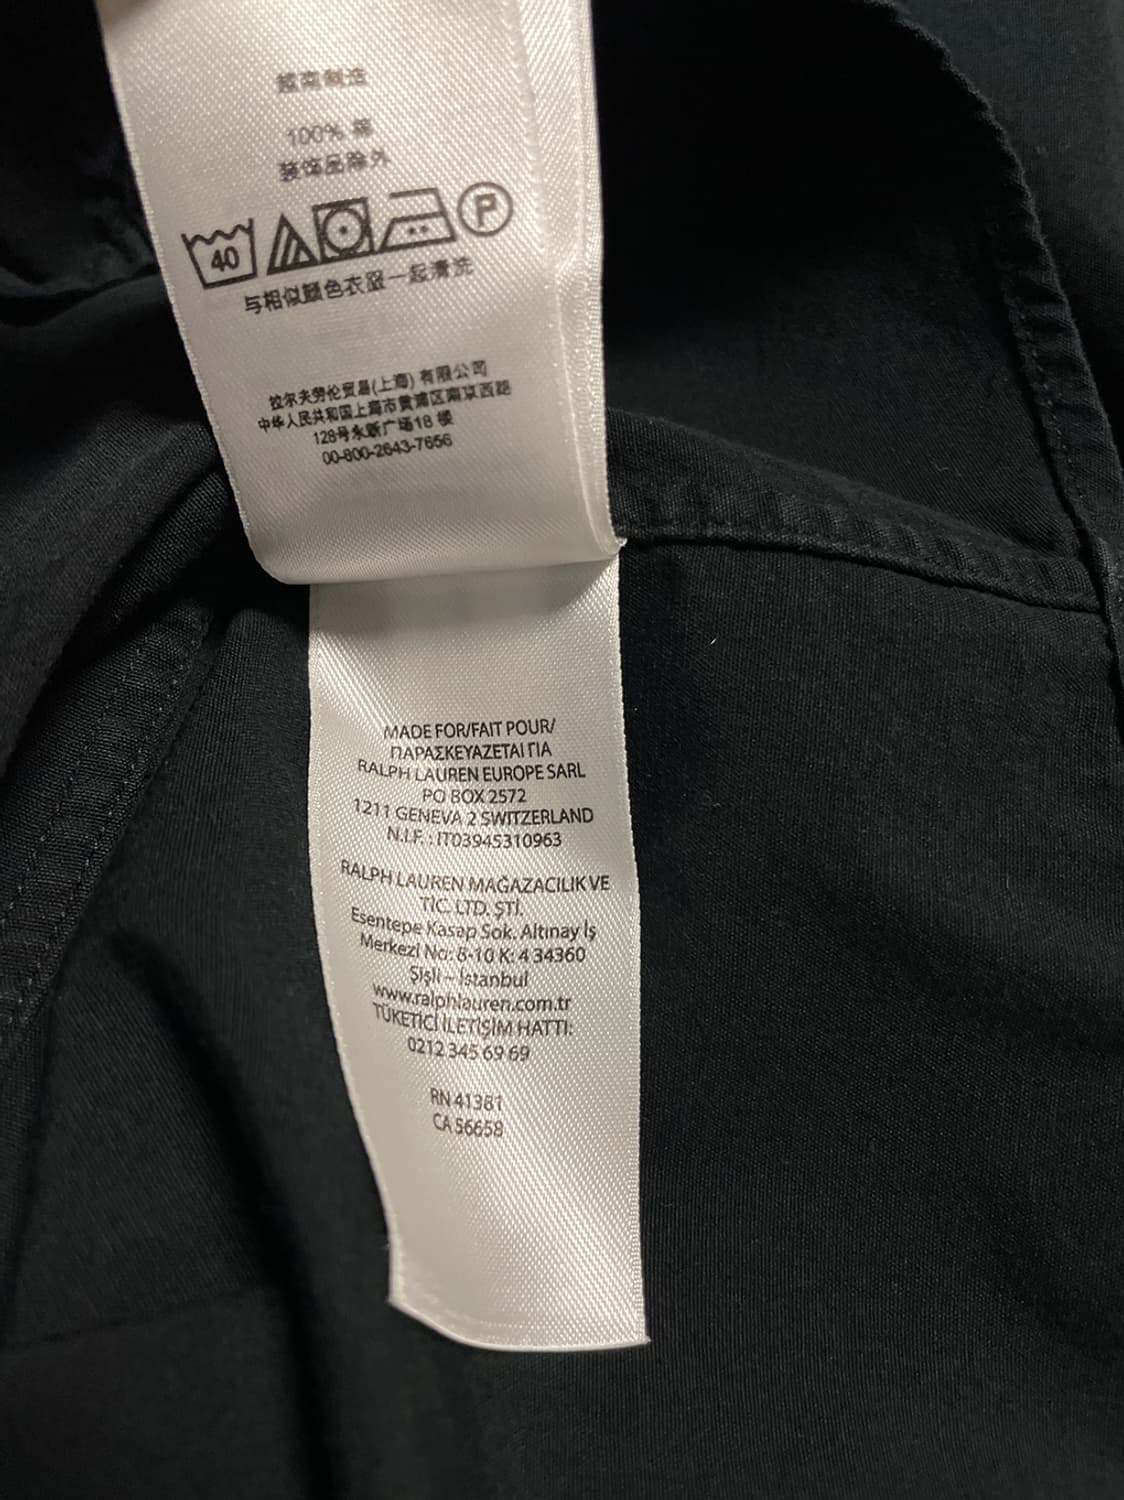 越南制造
100% 棉
装饰品除外
40
P
与相似颜色衣服一起清洗
拉尔夫劳伦贸易(上海) 有限公司
中华人民共和国上海市黄浦区南京西路
128号永新广场18 楼
00-800-2643-7656
MADE FOR/FAIT POUR/
ΠΑΡΑΣΚΕΥΑΖΕΤΑΙ ΓΙΑ
RALPH LAUREN EUROPE SARL
PO BOX 2572
1211 GENEVA 2 SWITZERLAND
N.I.F. : IT03945310963
RALPH LAUREN MAĞAZACILIK VE
TİC. LTD. ŞTİ.
Esentepe Kasap Sok. Altınay İş
Merkezi No: 8-10 K: 4 34360
Şişli – İstanbul
www.ralphlauren.com.tr
TÜKETİCİ İLETİŞİM HATTI:
0212 345 69 69
RN 41381
CA 56658